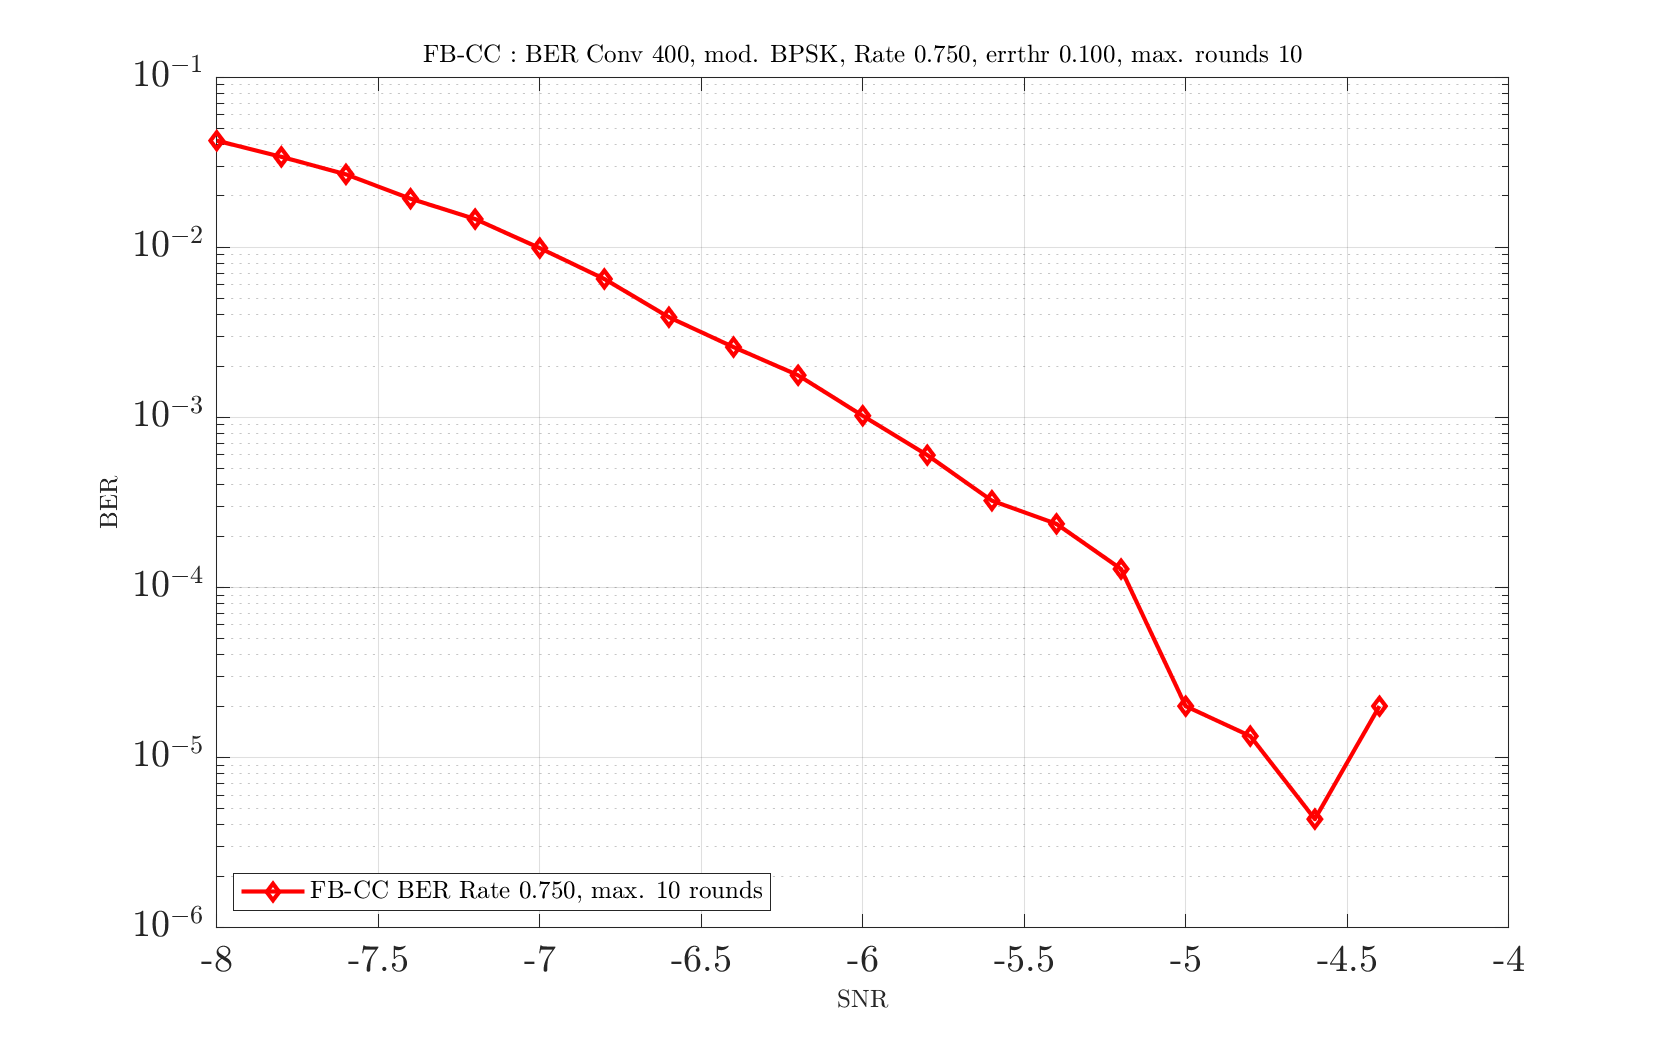 FB-CC : BER Conv 400, mod. BPSK, Rate 0.750, errthr 0.100, max. rounds 10
10^{-1}
10^{-2}
10^{-3}
10^{-4}
10^{-5}
10^{-6}
BER
FB-CC BER Rate 0.750, max. 10 rounds
-8 -7.5 -7 -6.5 -6 -5.5 -5 -4.5 -4
SNR